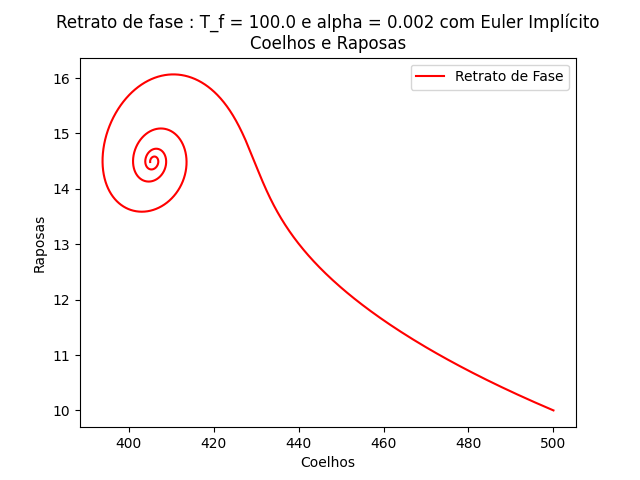 Retrato de fase : T_f = 100.0 e alpha = 0.002 com Euler Implícito
Coelhos e Raposas
Retrato de Fase
16
15
14
13
12
11
10
Raposas
400
420
440
460
480
500
Coelhos